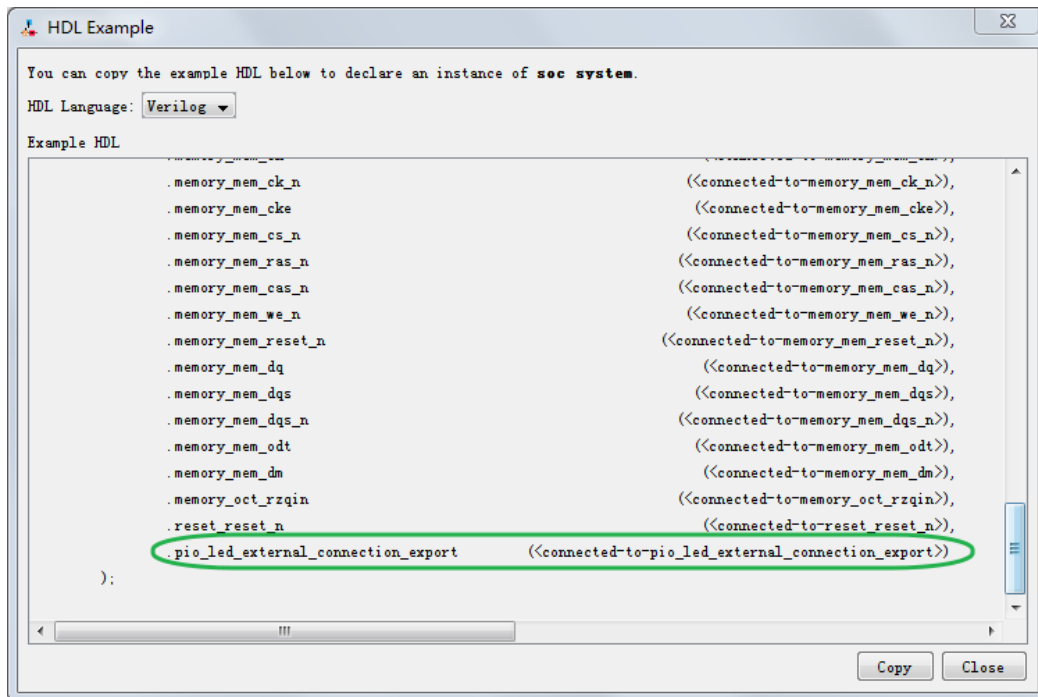 HDL Example
You can copy the example HDL below to declare an instance of soc system.
HDL Language: Verilog
Example HDL
.memory_mem_ck_n (<connected-to-memory_mem_ck_n>),
.memory_mem_cke (<connected-to-memory_mem_cke>),
.memory_mem_cs_n (<connected-to-memory_mem_cs_n>),
.memory_mem_ras_n (<connected-to-memory_mem_ras_n>),
.memory_mem_cas_n (<connected-to-memory_mem_cas_n>),
.memory_mem_we_n (<connected-to-memory_mem_we_n>),
.memory_mem_reset_n (<connected-to-memory_mem_reset_n>),
.memory_mem_dq (<connected-to-memory_mem_dq>),
.memory_mem_dqs (<connected-to-memory_mem_dqs>),
.memory_mem_dqs_n (<connected-to-memory_mem_dqs_n>),
.memory_mem_odt (<connected-to-memory_mem_odt>),
.memory_mem_dm (<connected-to-memory_mem_dm>),
.memory_oct_rzqin (<connected-to-memory_oct_rzqin>),
.reset_reset_n (<connected-to-reset_reset_n>),
.pio_led_external_connection_export (<connected-to-pio_led_external_connection_export>)
);
Copy Close